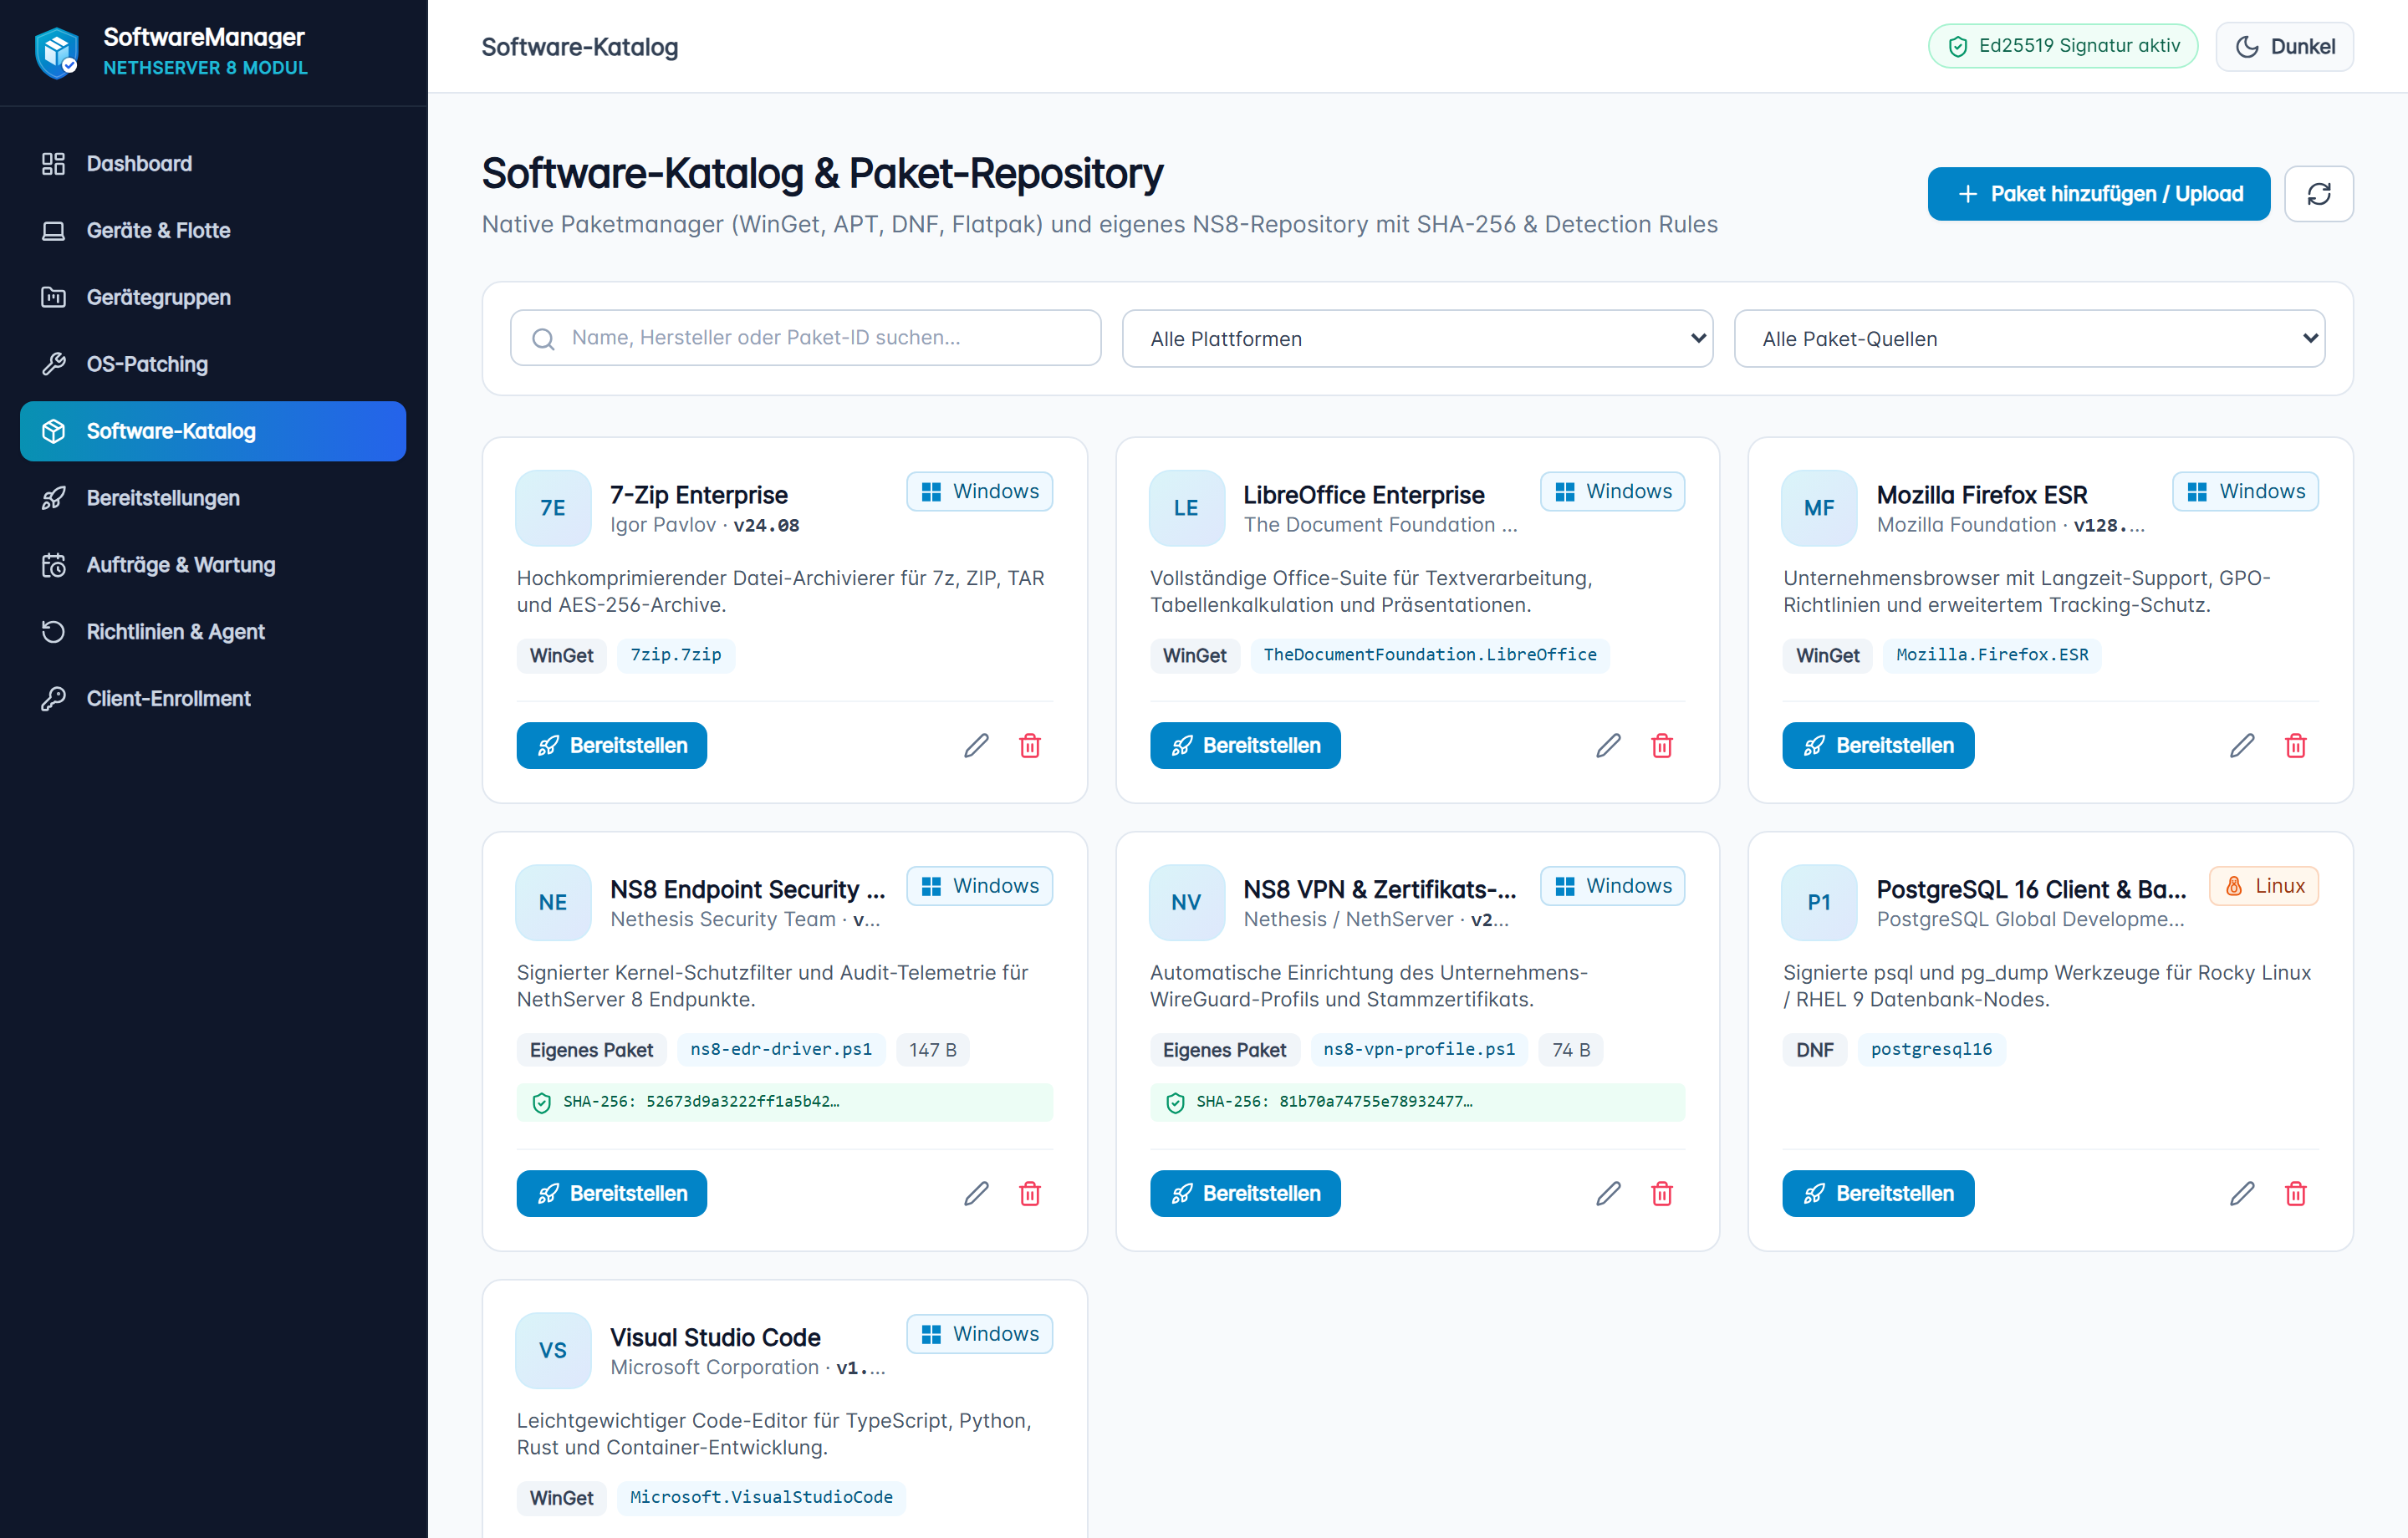 SoftwareManager
NETHSERVER 8 MODUL
Dashboard
Geräte & Flotte
Gerätegruppen
OS-Patching
Software-Katalog
Bereitstellungen
Aufträge & Wartung
Richtlinien & Agent
Client-Enrollment
Software-Katalog
Ed25519 Signatur aktiv
Dunkel
Software-Katalog & Paket-Repository
Native Paketmanager (WinGet, APT, DNF, Flatpak) und eigenes NS8-Repository mit SHA-256 & Detection Rules
Paket hinzufügen / Upload
Name, Hersteller oder Paket-ID suchen...
Alle Plattformen
Alle Paket-Quellen
7E
7-Zip Enterprise
Igor Pavlov · v24.08
Windows
Hochkomprimierender Datei-Archivierer für 7z, ZIP, TAR
und AES-256-Archive.
WinGet
7zip.7zip
Bereitstellen
LE
LibreOffice Enterprise
The Document Foundation ...
Windows
Vollständige Office-Suite für Textverarbeitung,
Tabellenkalkulation und Präsentationen.
WinGet
TheDocumentFoundation.LibreOffice
Bereitstellen
MF
Mozilla Firefox ESR
Mozilla Foundation · v128....
Windows
Unternehmensbrowser mit Langzeit-Support, GPO-
Richtlinien und erweitertem Tracking-Schutz.
WinGet
Mozilla.Firefox.ESR
Bereitstellen
NE
NS8 Endpoint Security ...
Nethesis Security Team · v...
Windows
Signierter Kernel-Schutzfilter und Audit-Telemetrie für
NethServer 8 Endpunkte.
Eigenes Paket
ns8-edr-driver.ps1
147 B
SHA-256: 52673d9a3222ff1a5b42…
Bereitstellen
NV
NS8 VPN & Zertifikats-...
Nethesis / NethServer · v2...
Windows
Automatische Einrichtung des Unternehmens-
WireGuard-Profils und Stammzertifikats.
Eigenes Paket
ns8-vpn-profile.ps1
74 B
SHA-256: 81b70a74755e78932477…
Bereitstellen
P1
PostgreSQL 16 Client & Ba...
PostgreSQL Global Developme...
Linux
Signierte psql und pg_dump Werkzeuge für Rocky Linux
/ RHEL 9 Datenbank-Nodes.
DNF
postgresql16
Bereitstellen
VS
Visual Studio Code
Microsoft Corporation · v1....
Windows
Leichtgewichtiger Code-Editor für TypeScript, Python,
Rust und Container-Entwicklung.
WinGet
Microsoft.VisualStudioCode